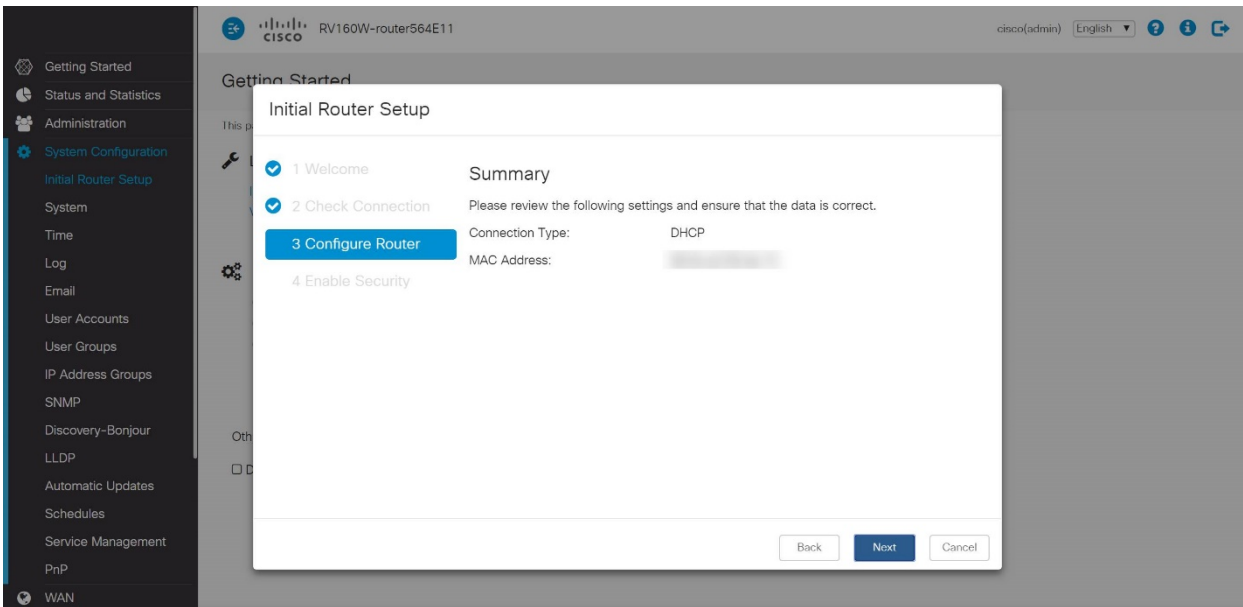 CISCO RV160W-router564E11 cisco(admin) English
Getting Started
Status and Statistics
Administration
System Configuration
Initial Router Setup
System
Time
Log
Email
User Accounts
User Groups
IP Address Groups
SNMP
Discovery-Bonjour
LLDP
Automatic Updates
Schedules
Service Management
PnP
WAN
Getting Started
This p
Oth
Initial Router Setup
1 Welcome
2 Check Connection
3 Configure Router
4 Enable Security
Summary
Please review the following settings and ensure that the data is correct.
Connection Type: DHCP
MAC Address:
Back Next Cancel